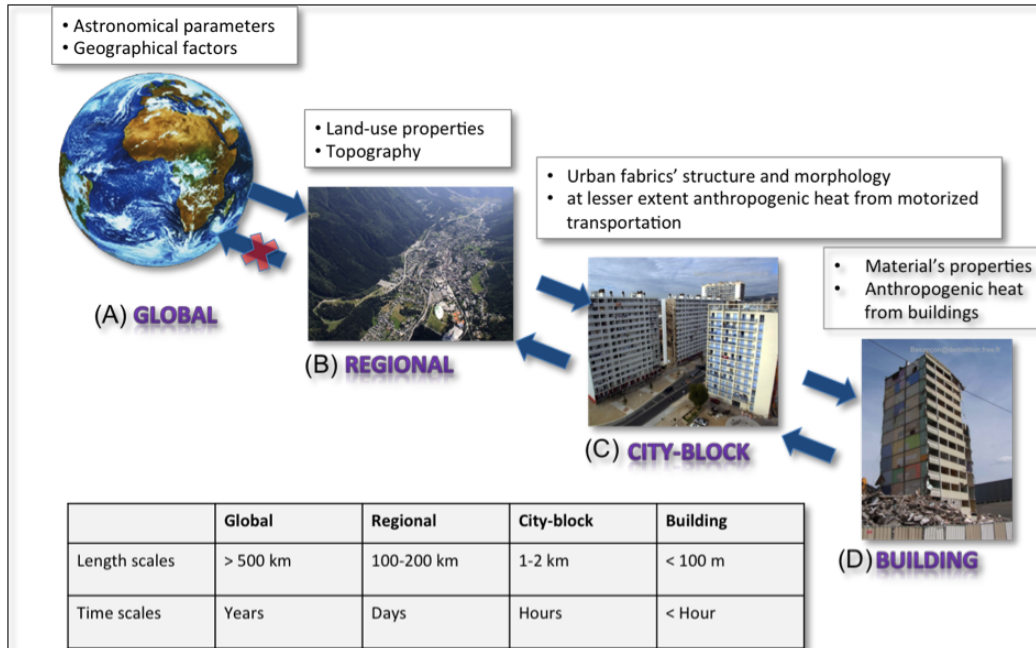 • Astronomical parameters
• Geographical factors
• Land-use properties
• Topography
• Urban fabrics' structure and morphology
• at lesser extent anthropogenic heat from motorized
transportation
• Material's properties
• Anthropogenic heat
from buildings
(A) GLOBAL
(B) REGIONAL
(C) CITY-BLOCK
(D) BUILDING
Global Regional City-block Building
Length scales > 500 km 100-200 km 1-2 km < 100 m
Time scales Years Days Hours < Hour